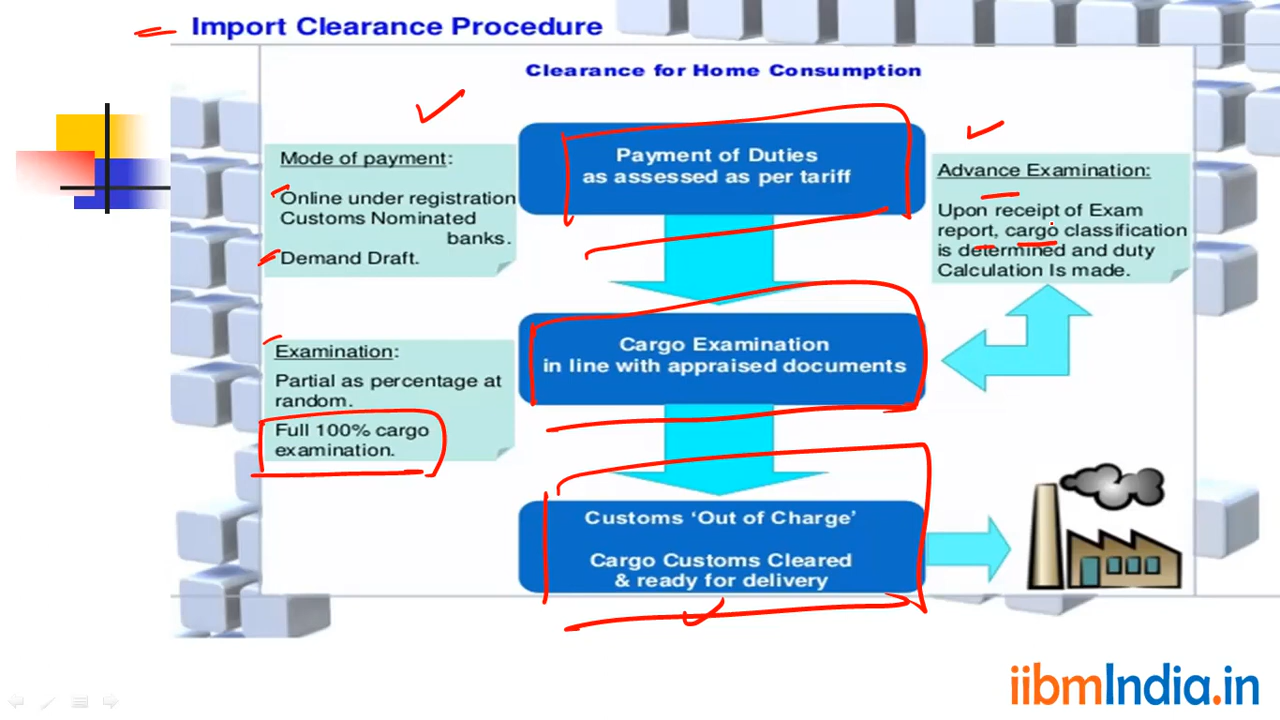 Import Clearance Procedure
Clearance for Home Consumption
Mode of payment:
Online under registration
Customs Nominated
banks.
Demand Draft.
Payment of Duties
as assessed as per tariff
Advance Examination:
Upon receipt of Exam
report, cargo classification
is determined and duty
Calculation Is made.
Examination:
Partial as percentage at
random.
Full 100% cargo
examination.
Cargo Examination
in line with appraised documents
Customs ‘Out of Charge’
Cargo Customs Cleared
& ready for delivery
iibmIndia.in